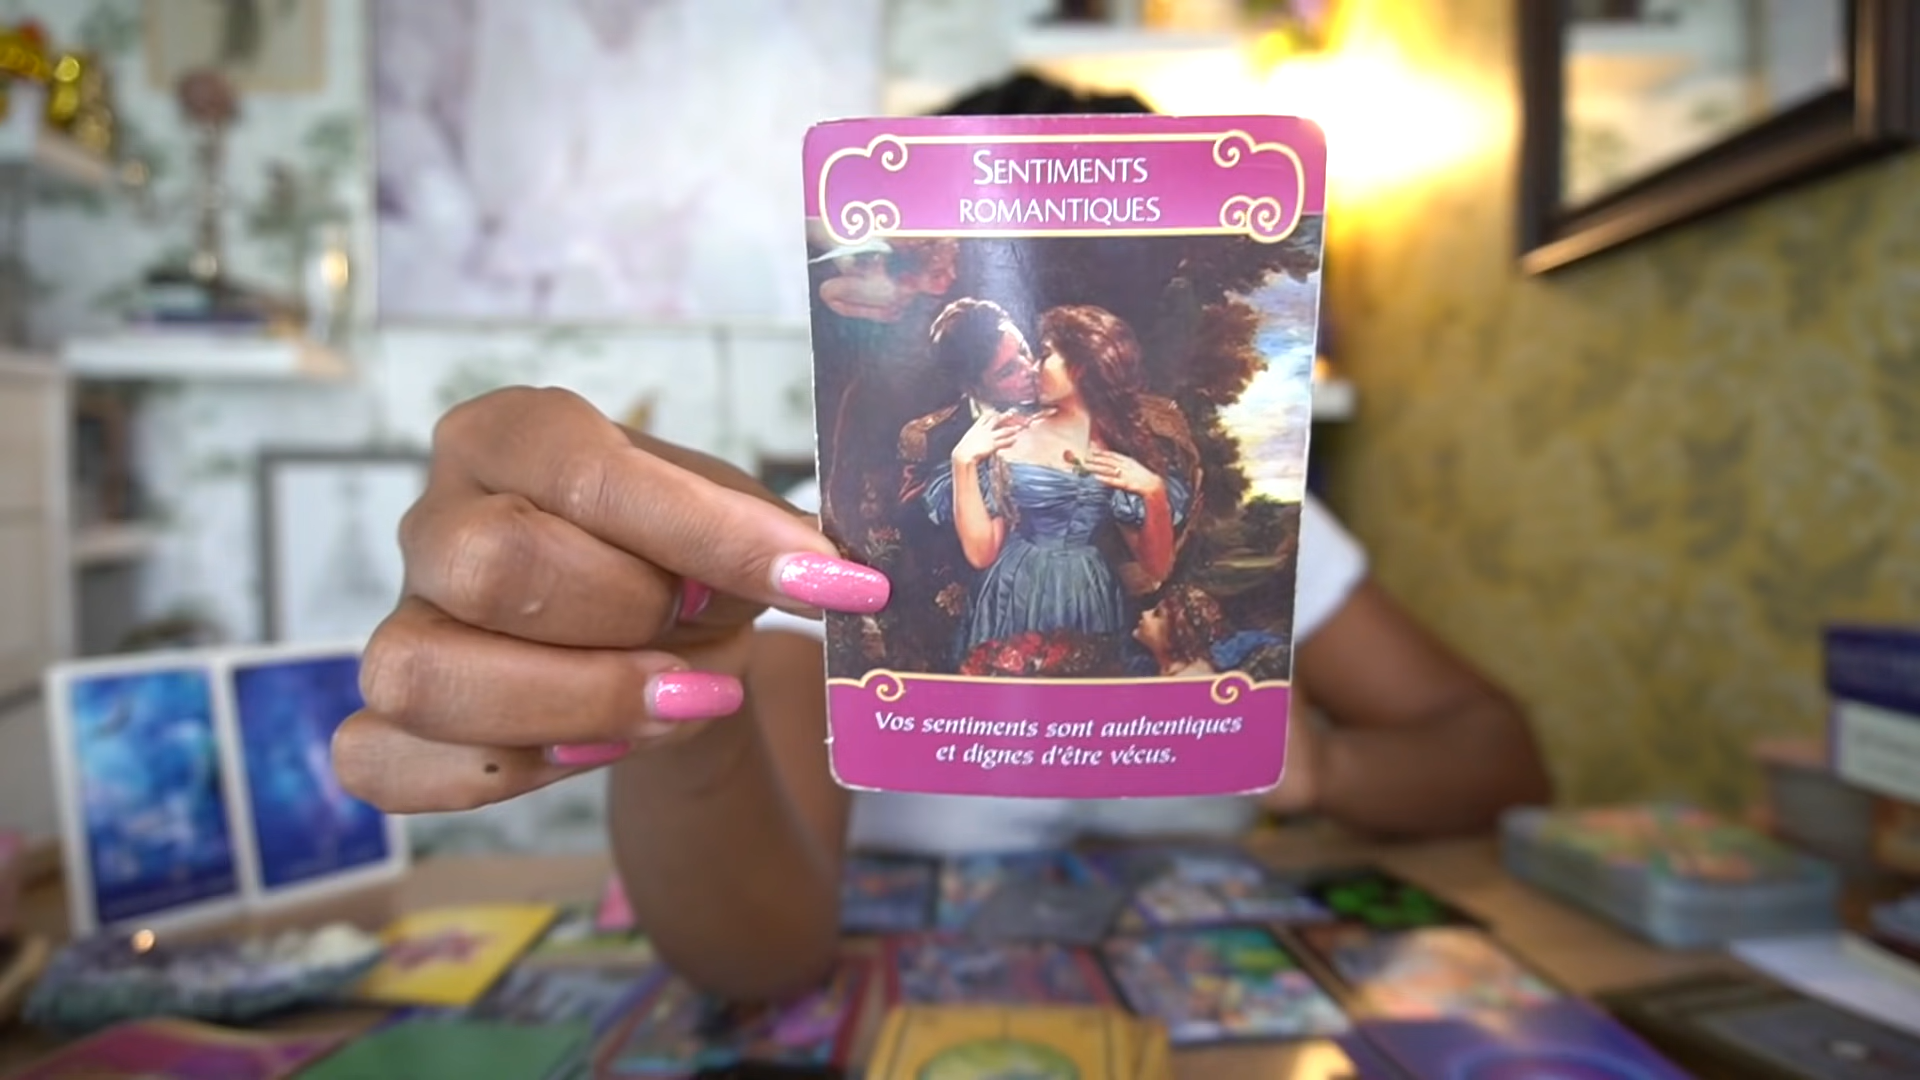 SENTIMENTS
ROMANTIQUES
Vos sentiments sont authentiques
et dignes d'être vécus.